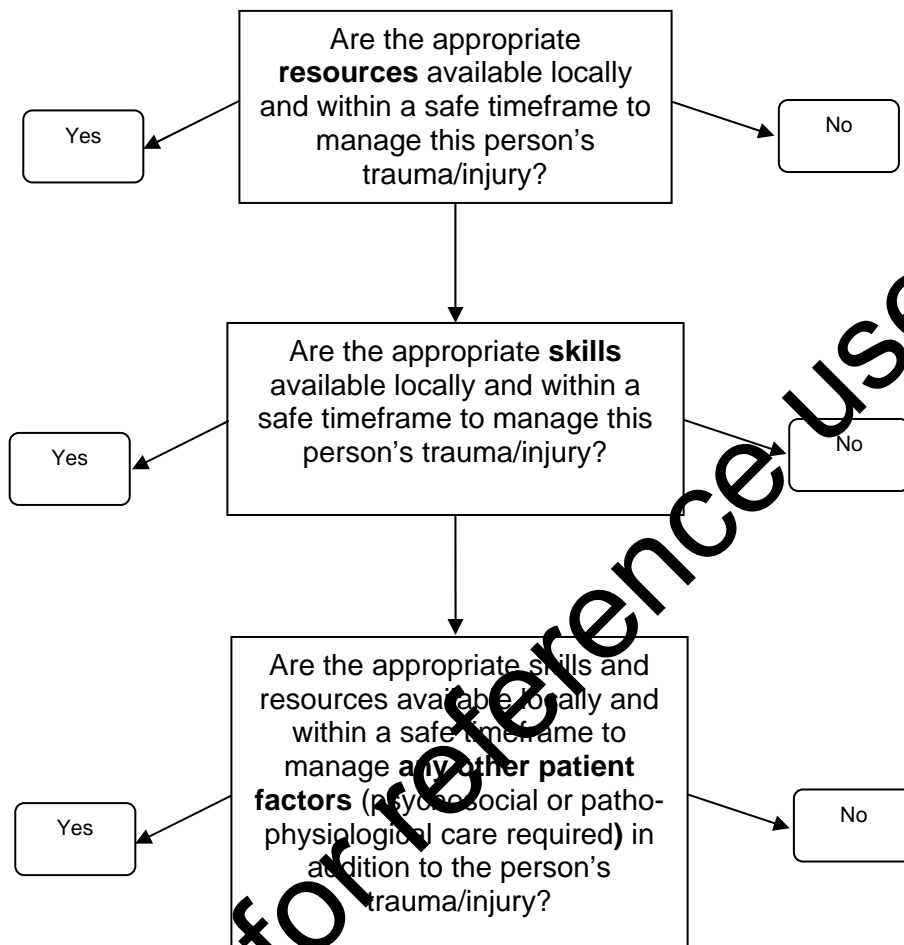 Are the appropriate
resources available locally
and within a safe timeframe to
manage this person's
trauma/injury?
Yes
No
Are the appropriate skills
available locally and within a
safe timeframe to manage this
person's trauma/injury?
Yes
No
Are the appropriate skills and
resources available locally and
within a safe timeframe to
manage any other patient
factors (psychosocial or patho-
physiological care required) in
addition to the person's
trauma/injury?
Yes
No
for reference use